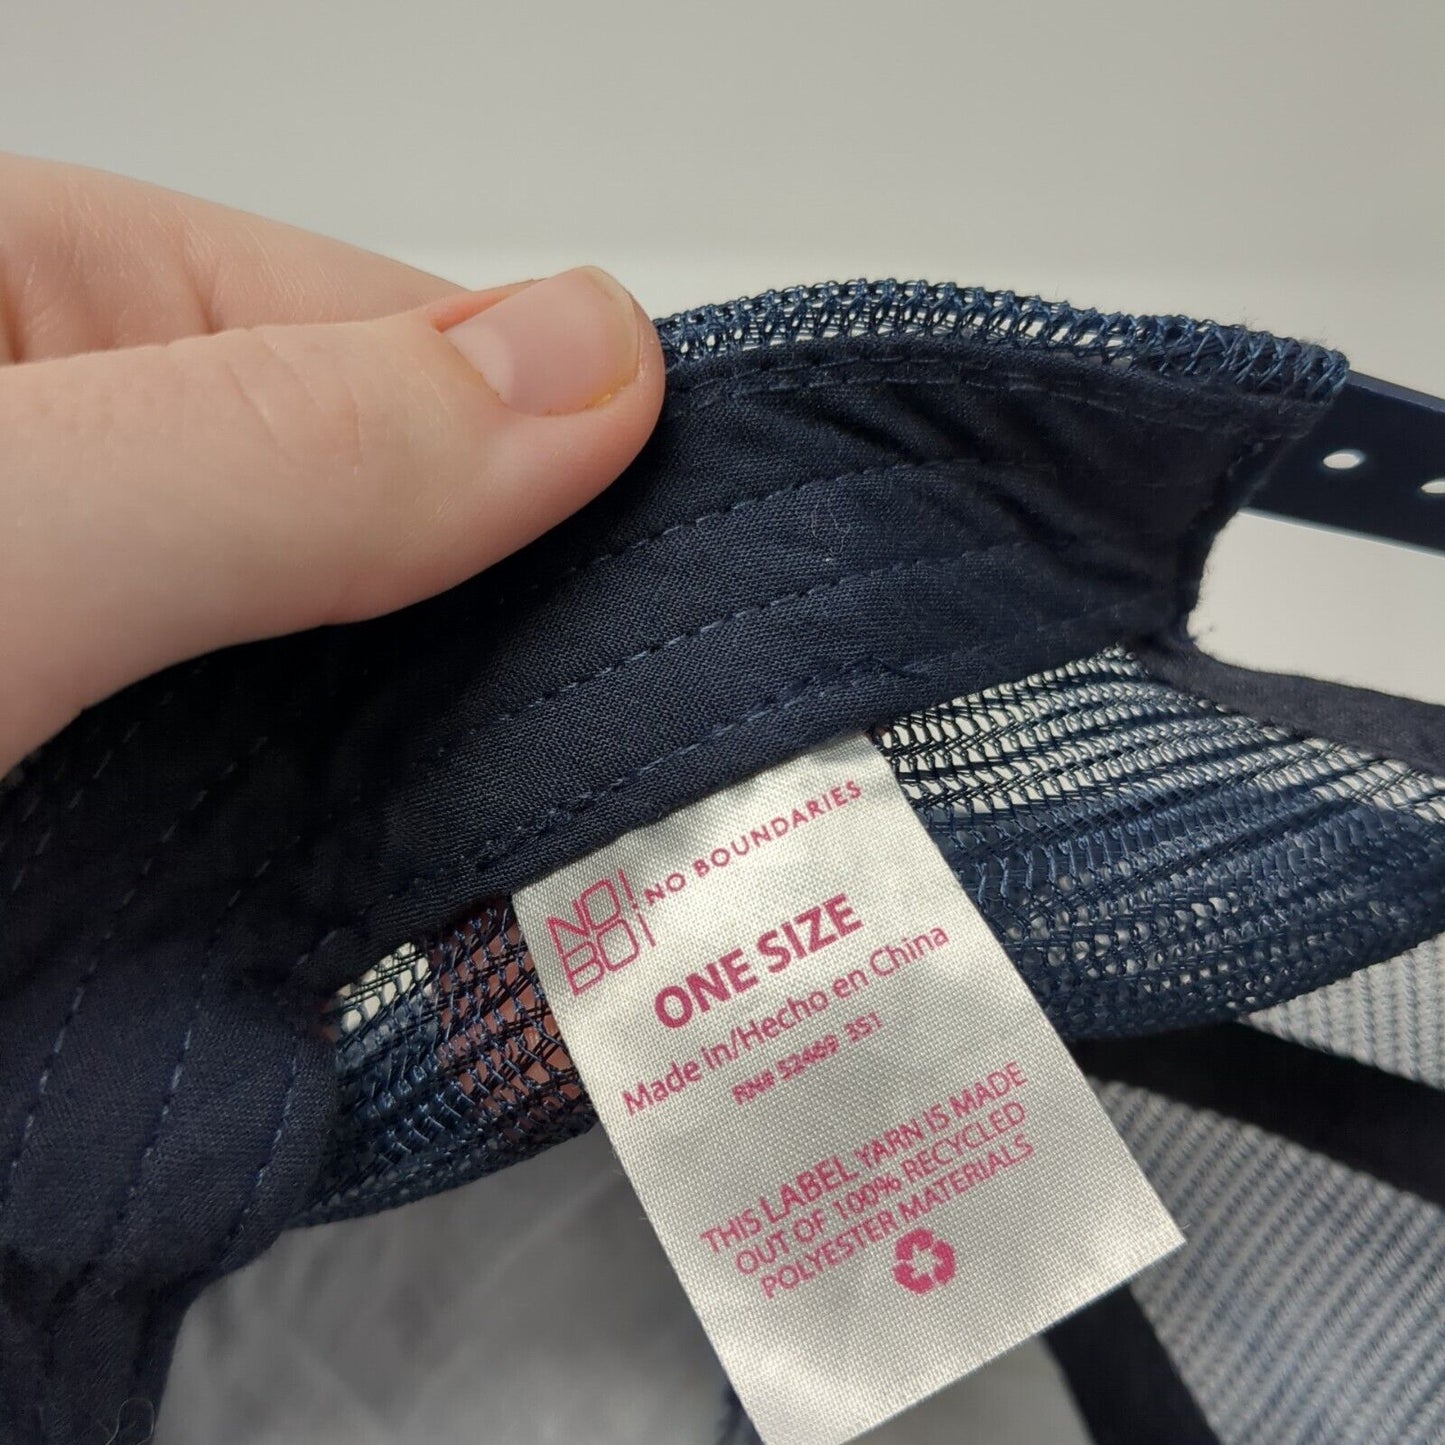 NO!
BO!
NO BOUNDARIES
ONE SIZE
Made in/Hecho en China
RN# 52469 351
THIS LABEL YARN IS MADE
OUT OF 100% RECYCLED
POLYESTER MATERIALS